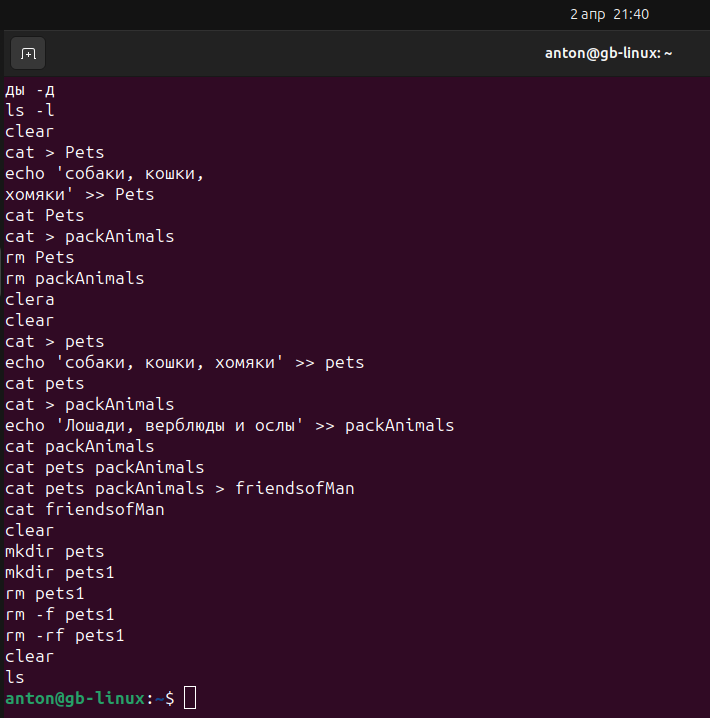 2 апр 21:40
anton@gb-linux: ~
ды -д
ls -l
clear
cat > Pets
echo 'собаки, кошки,
хомяки' >> Pets
cat Pets
cat > packAnimals
rm Pets
rm packAnimals
clera
clear
cat > pets
echo 'собаки, кошки, хомяки' >> pets
cat pets
cat > packAnimals
echo 'Лошади, верблюды и ослы' >> packAnimals
cat packAnimals
cat pets packAnimals
cat pets packAnimals > friendsofMan
cat friendsofMan
clear
mkdir pets
mkdir pets1
rm pets1
rm -f pets1
rm -rf pets1
clear
ls
anton@gb-linux:~$